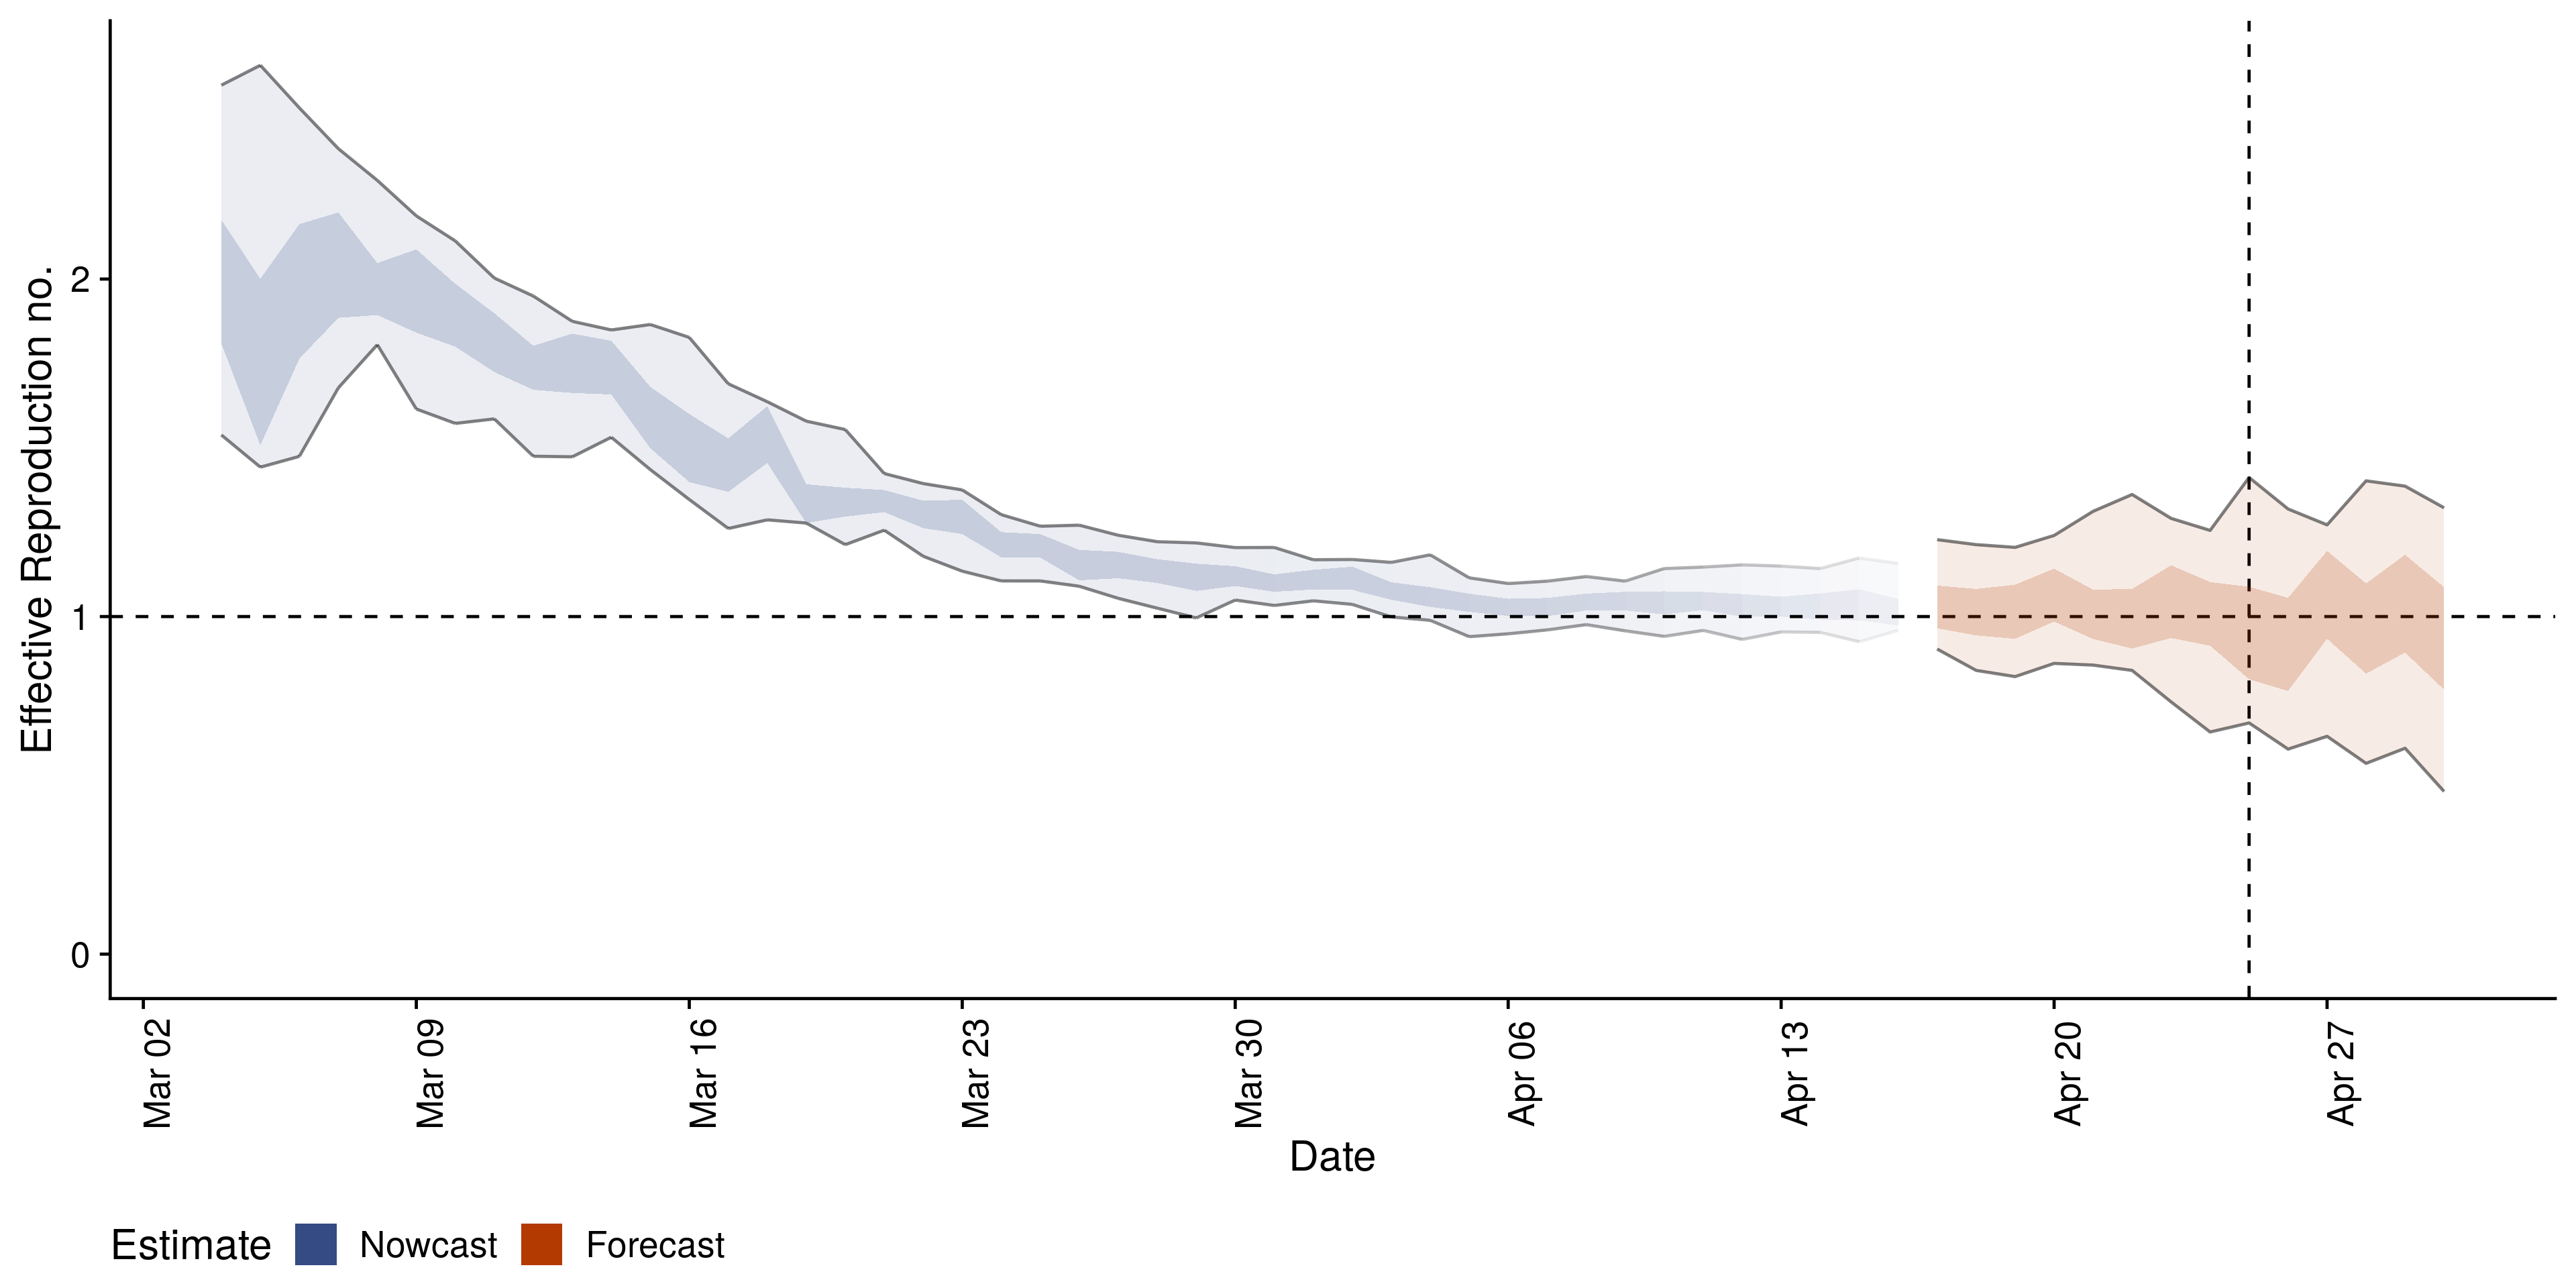 Effective Reproduction no.
2
1
0
Mar 02
Mar 09
Mar 16
Mar 23
Mar 30
Apr 06
Apr 13
Apr 20
Apr 27
Date
Estimate Nowcast Forecast